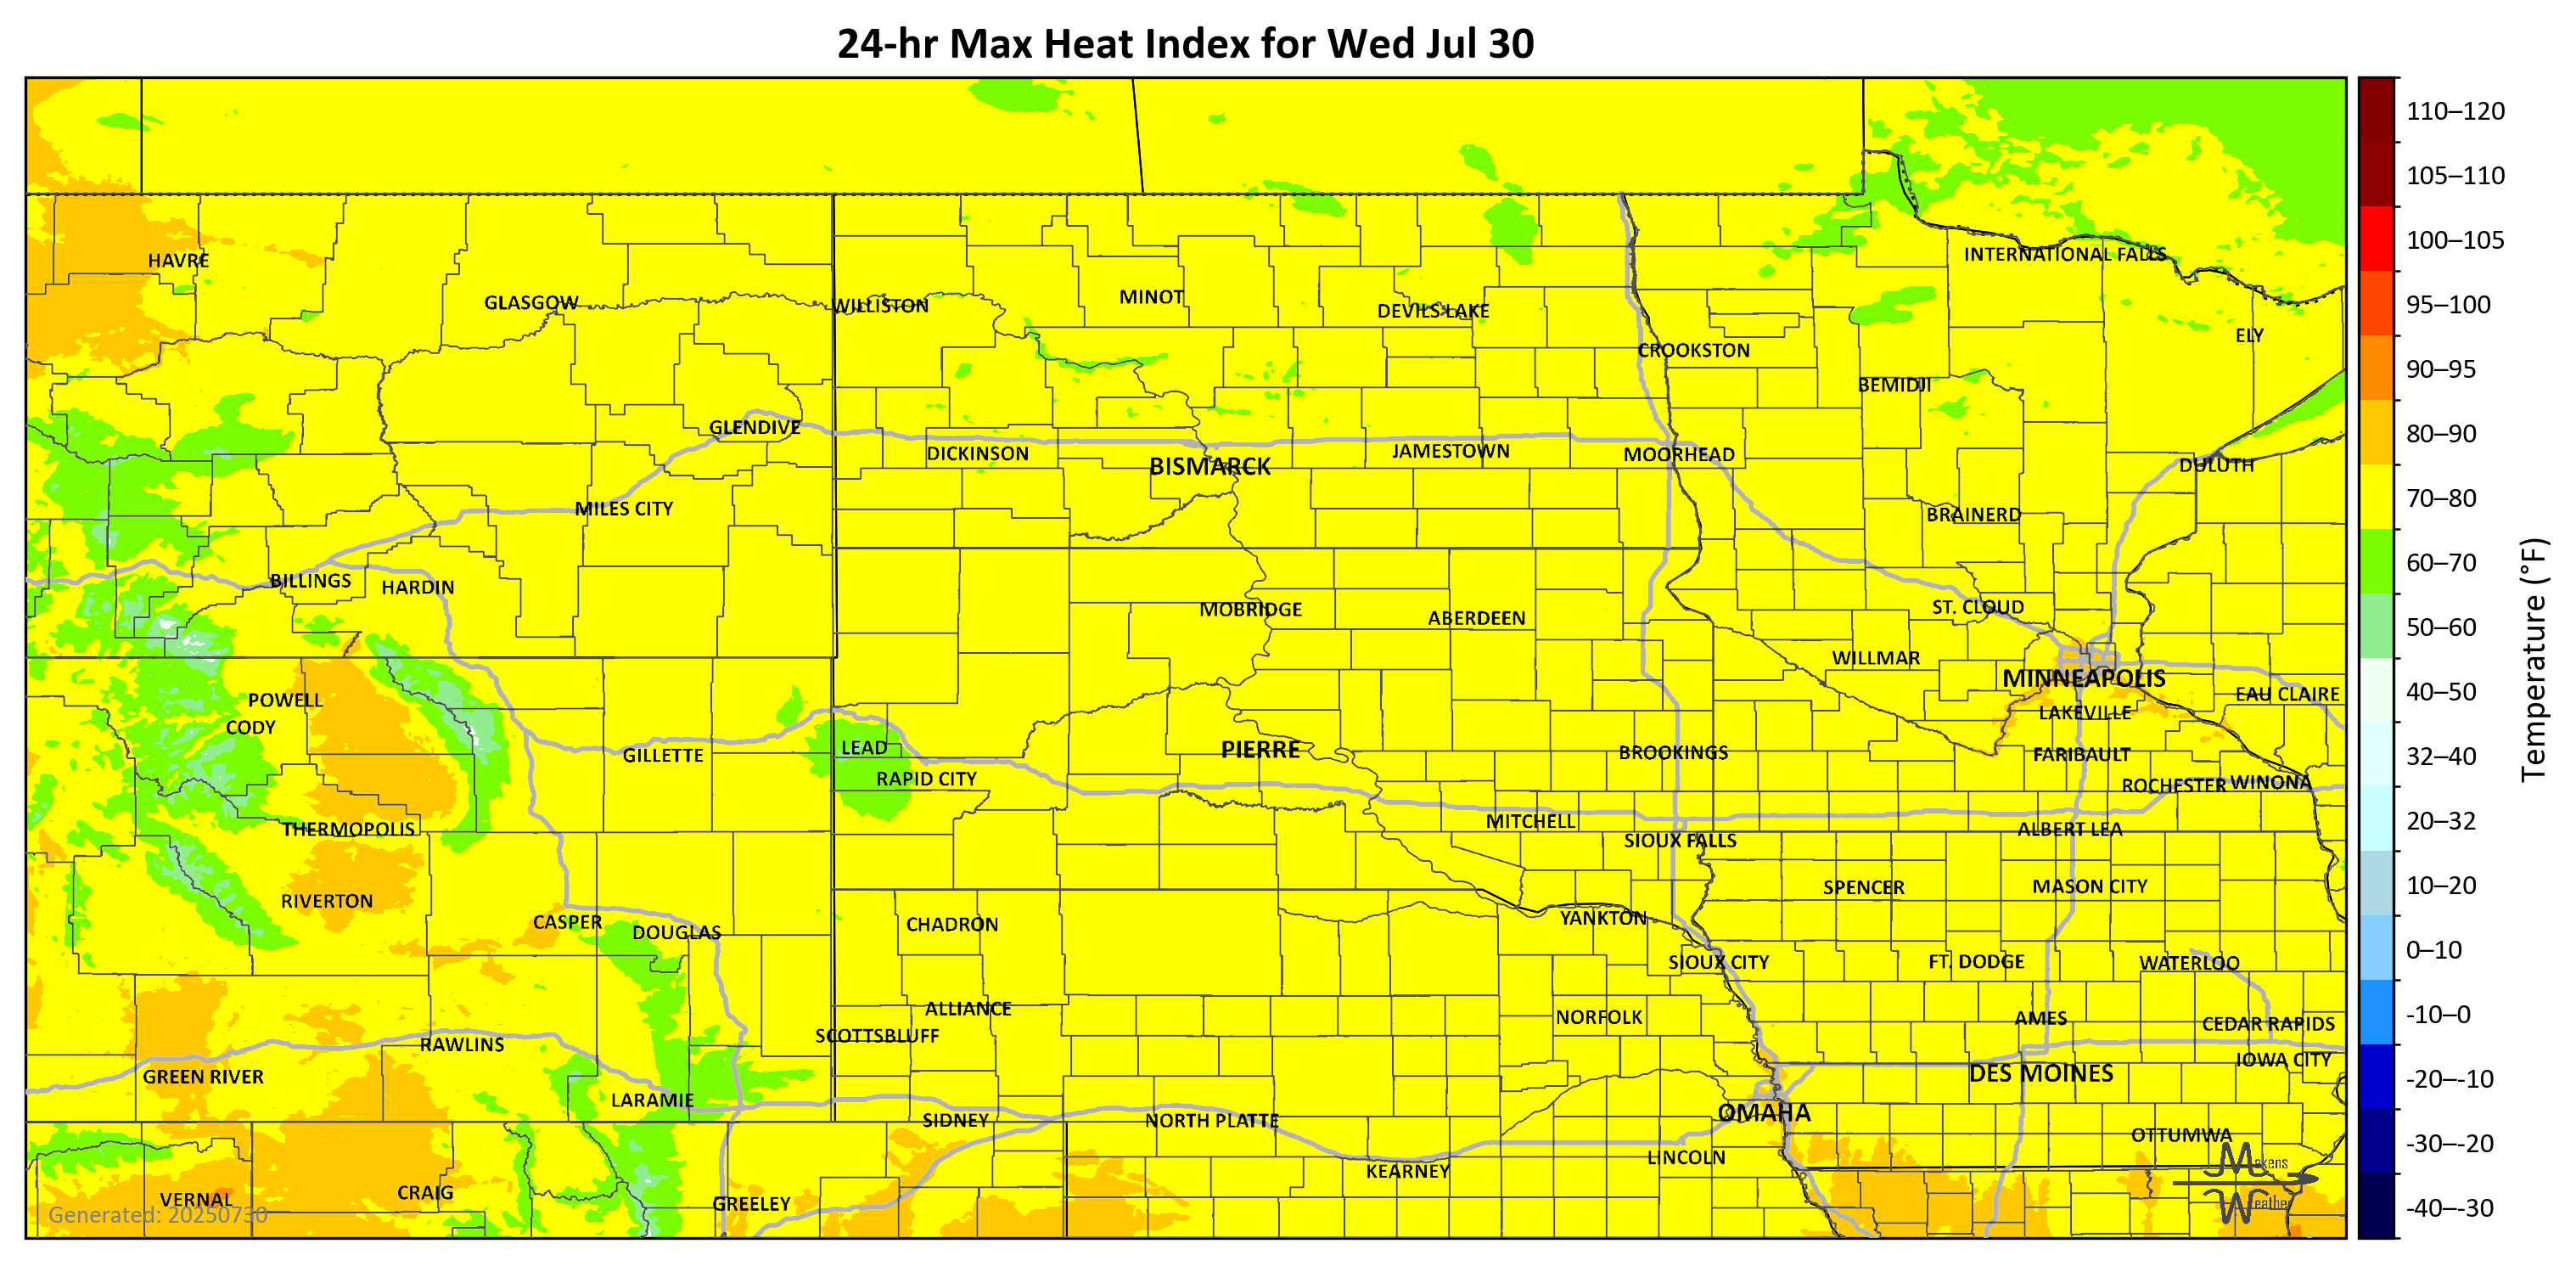 24-hr Max Heat Index for Wed Jul 30
110–120
105–110
100–105
95–100
90–95
80–90
70–80
60–70
50–60
40–50
32–40
20–32
10–20
0–10
-10–0
-20–-10
-30–-20
-40–-30
Temperature (°F)
HAVRE
GLASGOW
WILLISTON
MINOT
DEVILS LAKE
INTERNATIONAL FALLS
ELY
CROOKSTON
BEMIDJI
GLENDIVE
DICKINSON
BISMARCK
JAMESTOWN
MOORHEAD
DULUTH
MILES CITY
BRAINERD
BILLINGS
HARDIN
MOBRIDGE
ABERDEEN
ST. CLOUD
WILLMAR
MINNEAPOLIS
EAU CLAIRE
POWELL
CODY
LAKEVILLE
GILLETTE
LEAD
PIERRE
BROOKINGS
FARIBAULT
RAPID CITY
ROCHESTER
WINONA
THERMOPOLIS
MITCHELL
SIOUX FALLS
ALBERT LEA
RIVERTON
SPENCER
MASON CITY
CASPER
DOUGLAS
CHADRON
YANKTON
SIOUX CITY
FT. DODGE
WATERLOO
ALLIANCE
NORFOLK
AMES
CEDAR RAPIDS
RAWLINS
SCOTTSBLUFF
IOWA CITY
GREEN RIVER
DES MOINES
LARAMIE
SIDNEY
NORTH PLATTE
OMAHA
OTTUMWA
KEARNEY
LINCOLN
VERNAL
CRAIG
GREELEY
Makens
Weather
Generated: 20250730